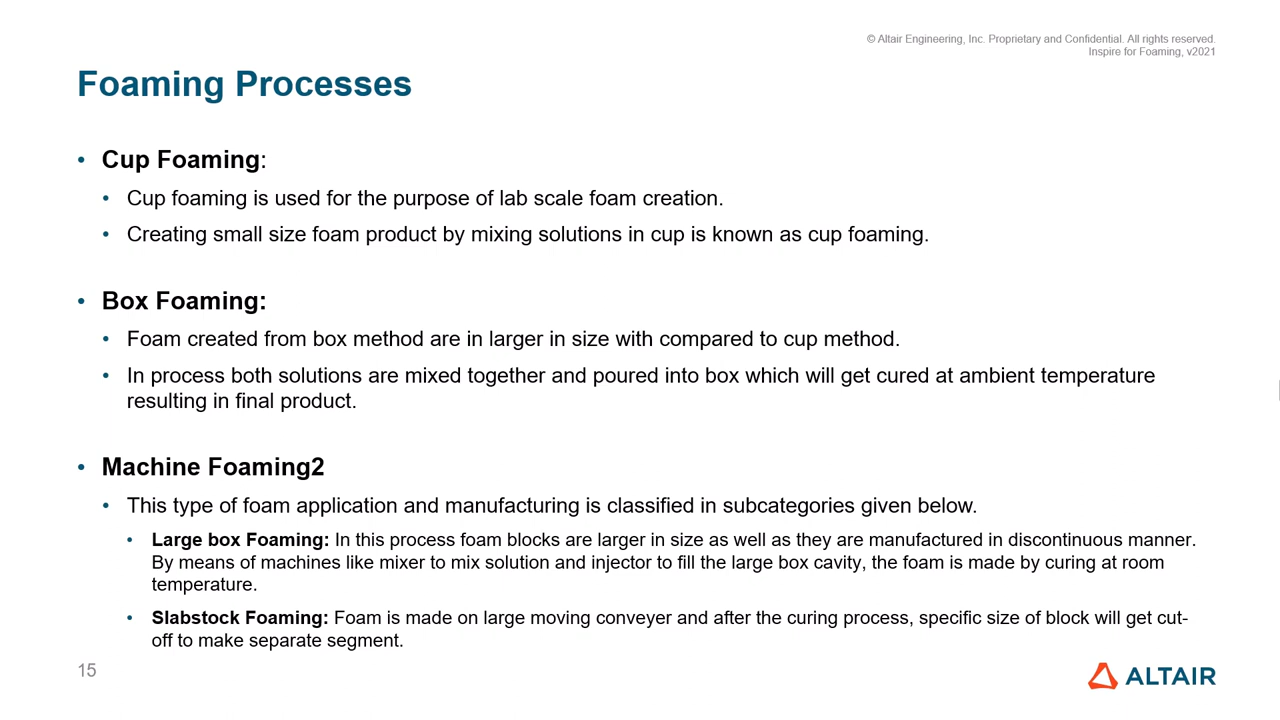 © Altair Engineering, Inc. Proprietary and Confidential. All rights reserved.
Inspire for Foaming, v2021
Foaming Processes
• Cup Foaming:
• Cup foaming is used for the purpose of lab scale foam creation.
• Creating small size foam product by mixing solutions in cup is known as cup foaming.
• Box Foaming:
• Foam created from box method are in larger in size with compared to cup method.
• In process both solutions are mixed together and poured into box which will get cured at ambient temperature
resulting in final product.
• Machine Foaming2
• This type of foam application and manufacturing is classified in subcategories given below.
• Large box Foaming: In this process foam blocks are larger in size as well as they are manufactured in discontinuous manner.
By means of machines like mixer to mix solution and injector to fill the large box cavity, the foam is made by curing at room
temperature.
• Slabstock Foaming: Foam is made on large moving conveyer and after the curing process, specific size of block will get cut-
off to make separate segment.
15
ALTAIR